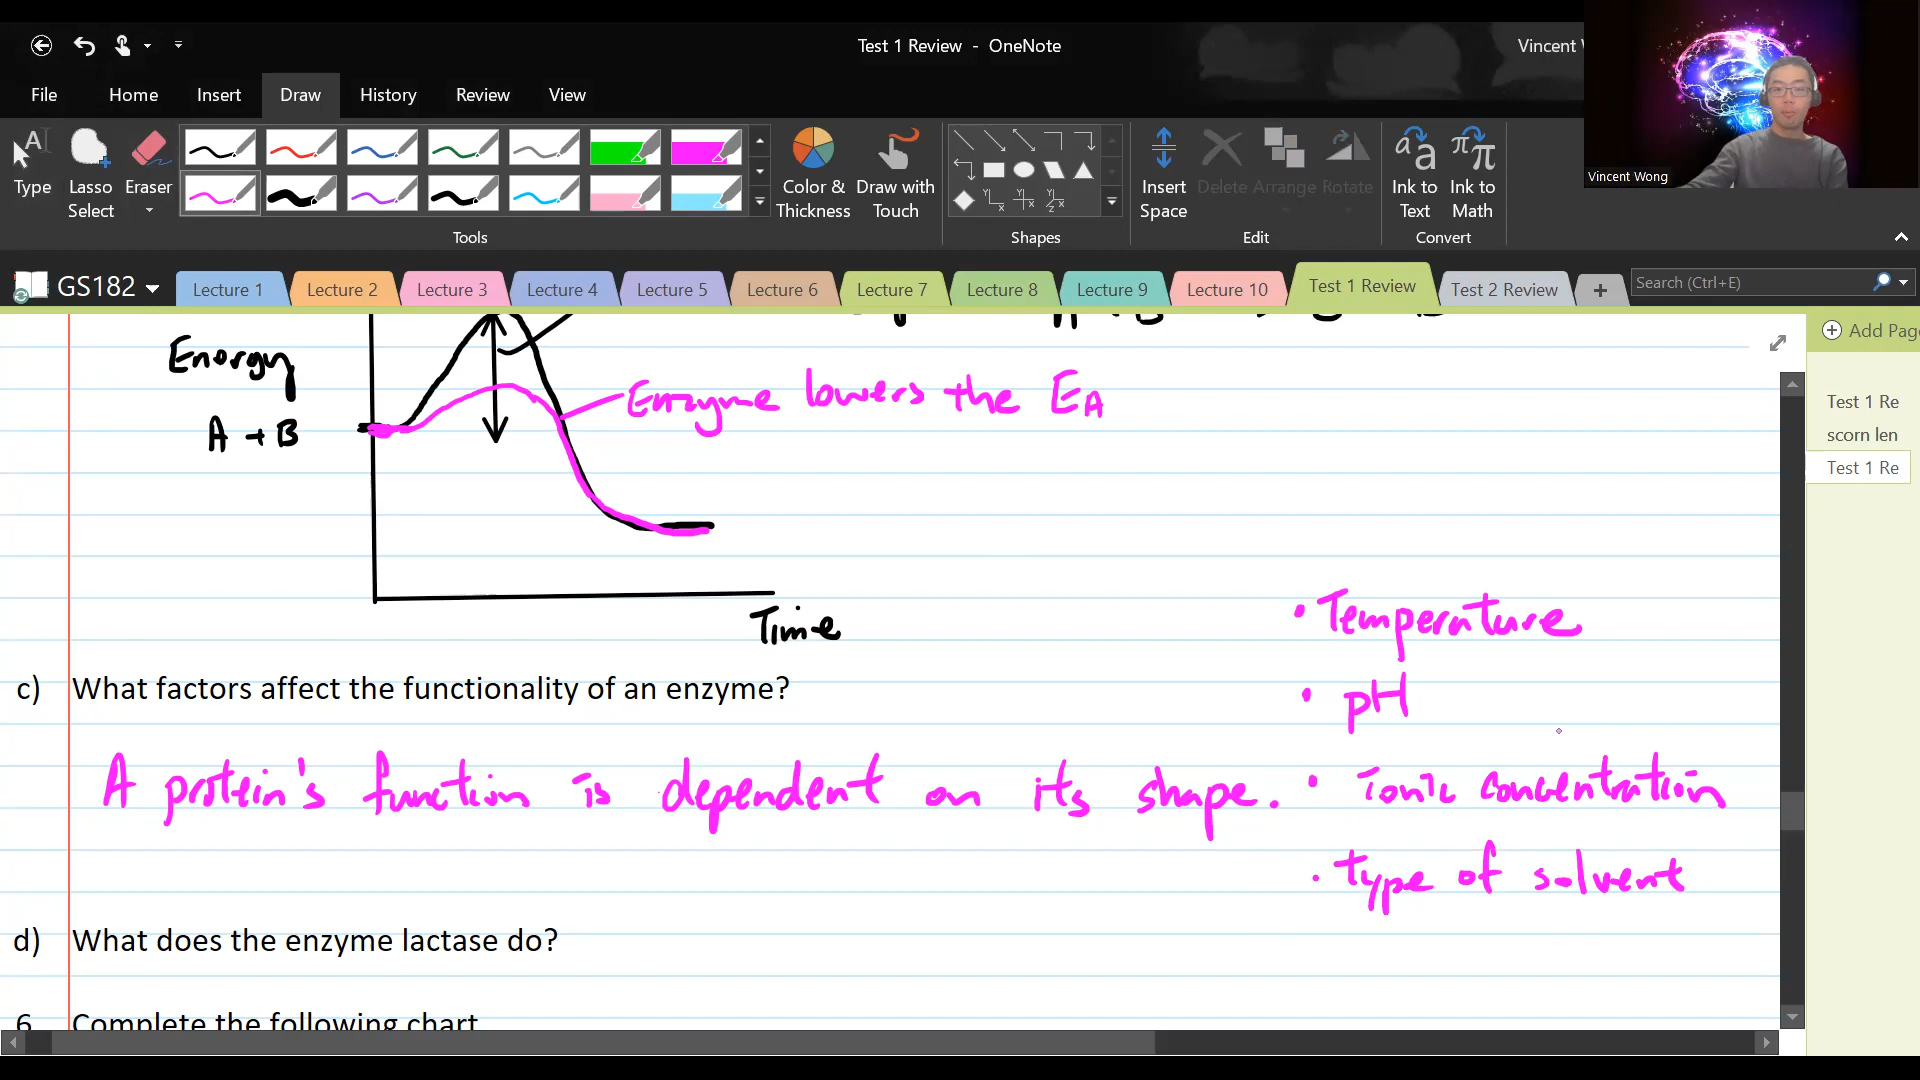 Test 1 Review - OneNote
Vincent
File
Home
Insert
Draw
History
Review
View
Type
Lasso Select
Eraser
Color & Thickness
Draw with Touch
Insert Space
Delete
Arrange
Rotate
Ink to Text
Ink to Math
Tools
Shapes
Edit
Convert
Vincent Wong
GS182
Lecture 1
Lecture 2
Lecture 3
Lecture 4
Lecture 5
Lecture 6
Lecture 7
Lecture 8
Lecture 9
Lecture 10
Test 1 Review
Test 2 Review
Search (Ctrl+E)
Add Page
Test 1 Re
scorn len
Test 1 Re
Energy
A + B
Enzyme lowers the EA
Time
• Temperature
• pH
c) What factors affect the functionality of an enzyme?
A protein's function is dependent on its shape.
• Ionic concentration
• type of solvent
d) What does the enzyme lactase do?
6. Complete the following chart